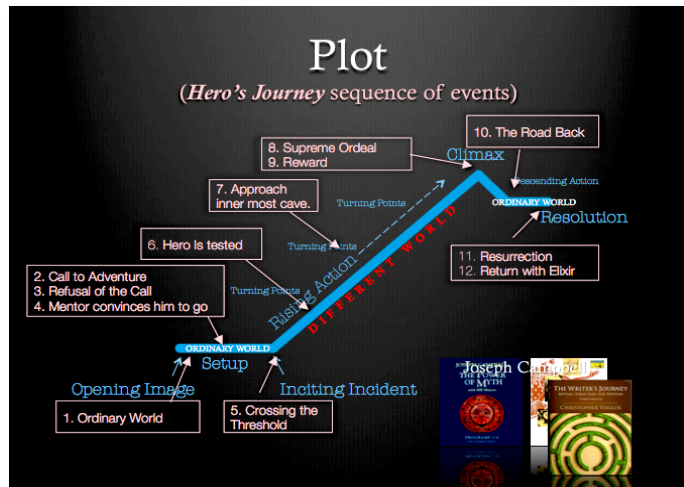 Plot
(Hero's Journey sequence of events)
10. The Road Back
8. Supreme Ordeal
9. Reward
Climax
7. Approach
inner most cave.
Descending Action
Turning Points
ORDINARY WORLD
Resolution
6. Hero Is tested
Turning Points
11. Resurrection
12. Return with Elixir
2. Call to Adventure
3. Refusal of the Call
4. Mentor convinces him to go
Turning Points
Rising Action
DIFFERENT WORLD
ORDINARY WORLD
Setup
Opening Image
Inciting Incident
1. Ordinary World
5. Crossing the
Threshold
Joseph Campbell
THE POWER
OF MYTH
PROGRAMS 1-6
THE WRITER'S JOURNEY
CHRISTOPHER VOGLER